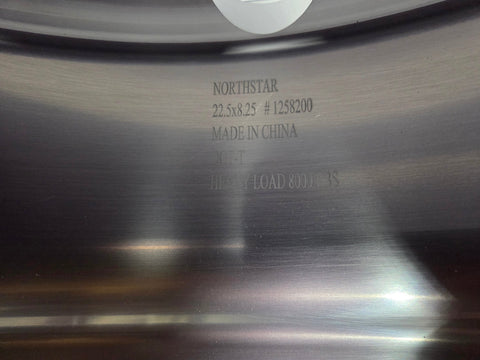 NORTHSTAR
22.5x8.25 #1258200
MADE IN CHINA
LOAD